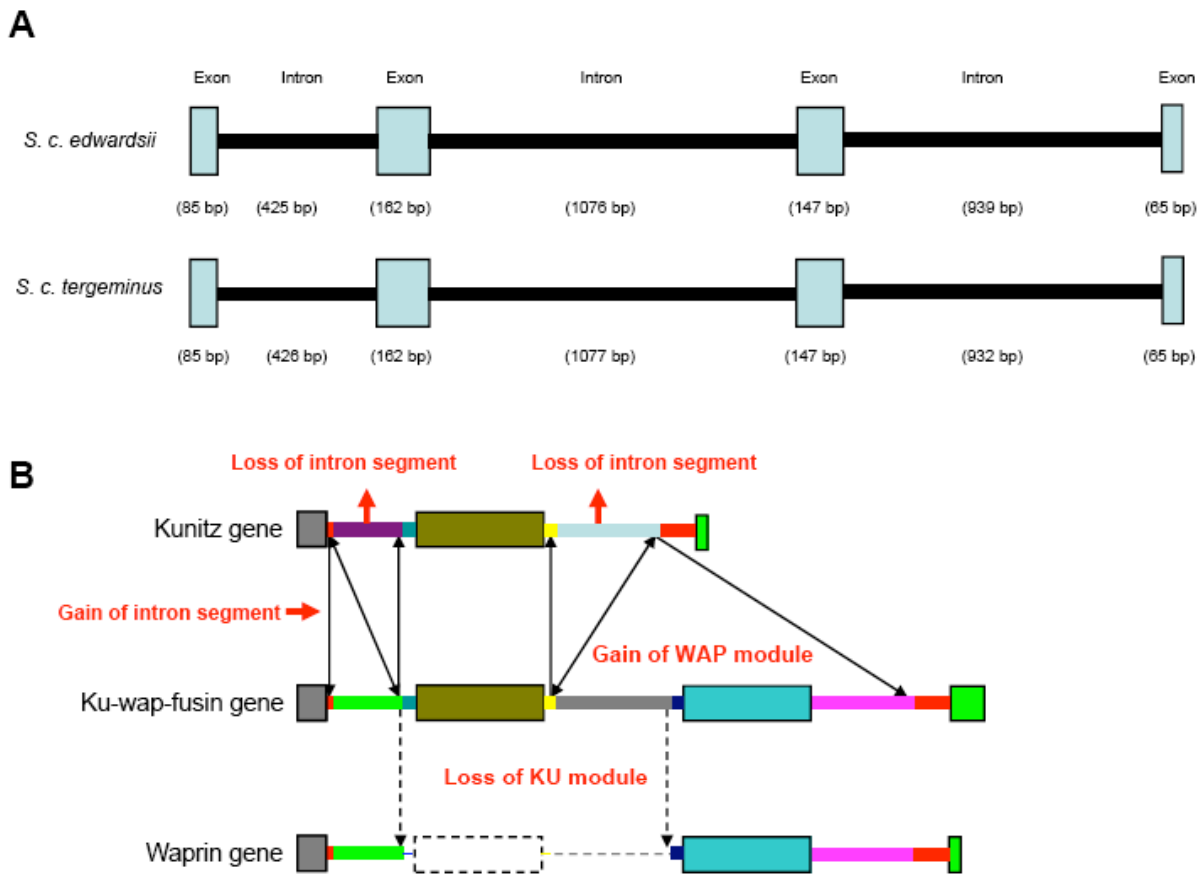 A
Exon Intron Exon Intron Exon Intron Exon
S. c. edwardsii
(85 bp) (425 bp) (162 bp) (1076 bp) (147 bp) (939 bp) (65 bp)
S. c. tergeminus
(85 bp) (426 bp) (162 bp) (1077 bp) (147 bp) (932 bp) (65 bp)
B
Loss of intron segment Loss of intron segment
Kunitz gene
Gain of intron segment
Gain of WAP module
Ku-wap-fusin gene
Loss of KU module
Waprin gene